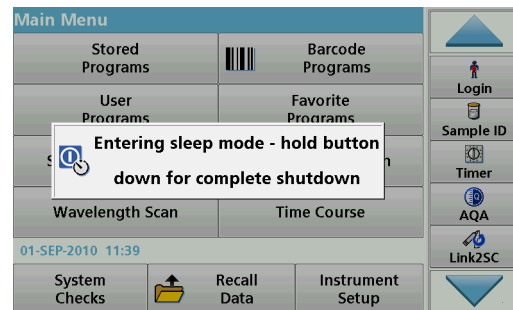 Main Menu
Stored
Programs
Barcode
Programs
User
Programs
Favorite
Programs
Entering sleep mode - hold button
down for complete shutdown
Wavelength Scan
Time Course
01-SEP-2010 11:39
System
Checks
Recall
Data
Instrument
Setup
Login
Sample ID
Timer
AQA
Link2SC